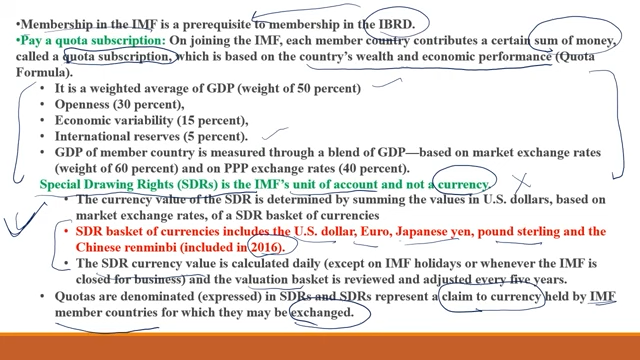 •Membership in the IMF is a prerequisite to membership in the IBRD.
•Pay a quota subscription: On joining the IMF, each member country contributes a certain sum of money,
called a quota subscription, which is based on the country's wealth and economic performance (Quota
Formula).
• It is a weighted average of GDP (weight of 50 percent)
• Openness (30 percent),
• Economic variability (15 percent),
• International reserves (5 percent).
• GDP of member country is measured through a blend of GDP—based on market exchange rates
(weight of 60 percent) and on PPP exchange rates (40 percent).
Special Drawing Rights (SDRs) is the IMF's unit of account and not a currency.
• The currency value of the SDR is determined by summing the values in U.S. dollars, based on
market exchange rates, of a SDR basket of currencies
• SDR basket of currencies includes the U.S. dollar, Euro, Japanese yen, pound sterling and the
Chinese renminbi (included in 2016).
• The SDR currency value is calculated daily (except on IMF holidays or whenever the IMF is
closed for business) and the valuation basket is reviewed and adjusted every five years.
• Quotas are denominated (expressed) in SDRs and SDRs represent a claim to currency held by IMF
member countries for which they may be exchanged.